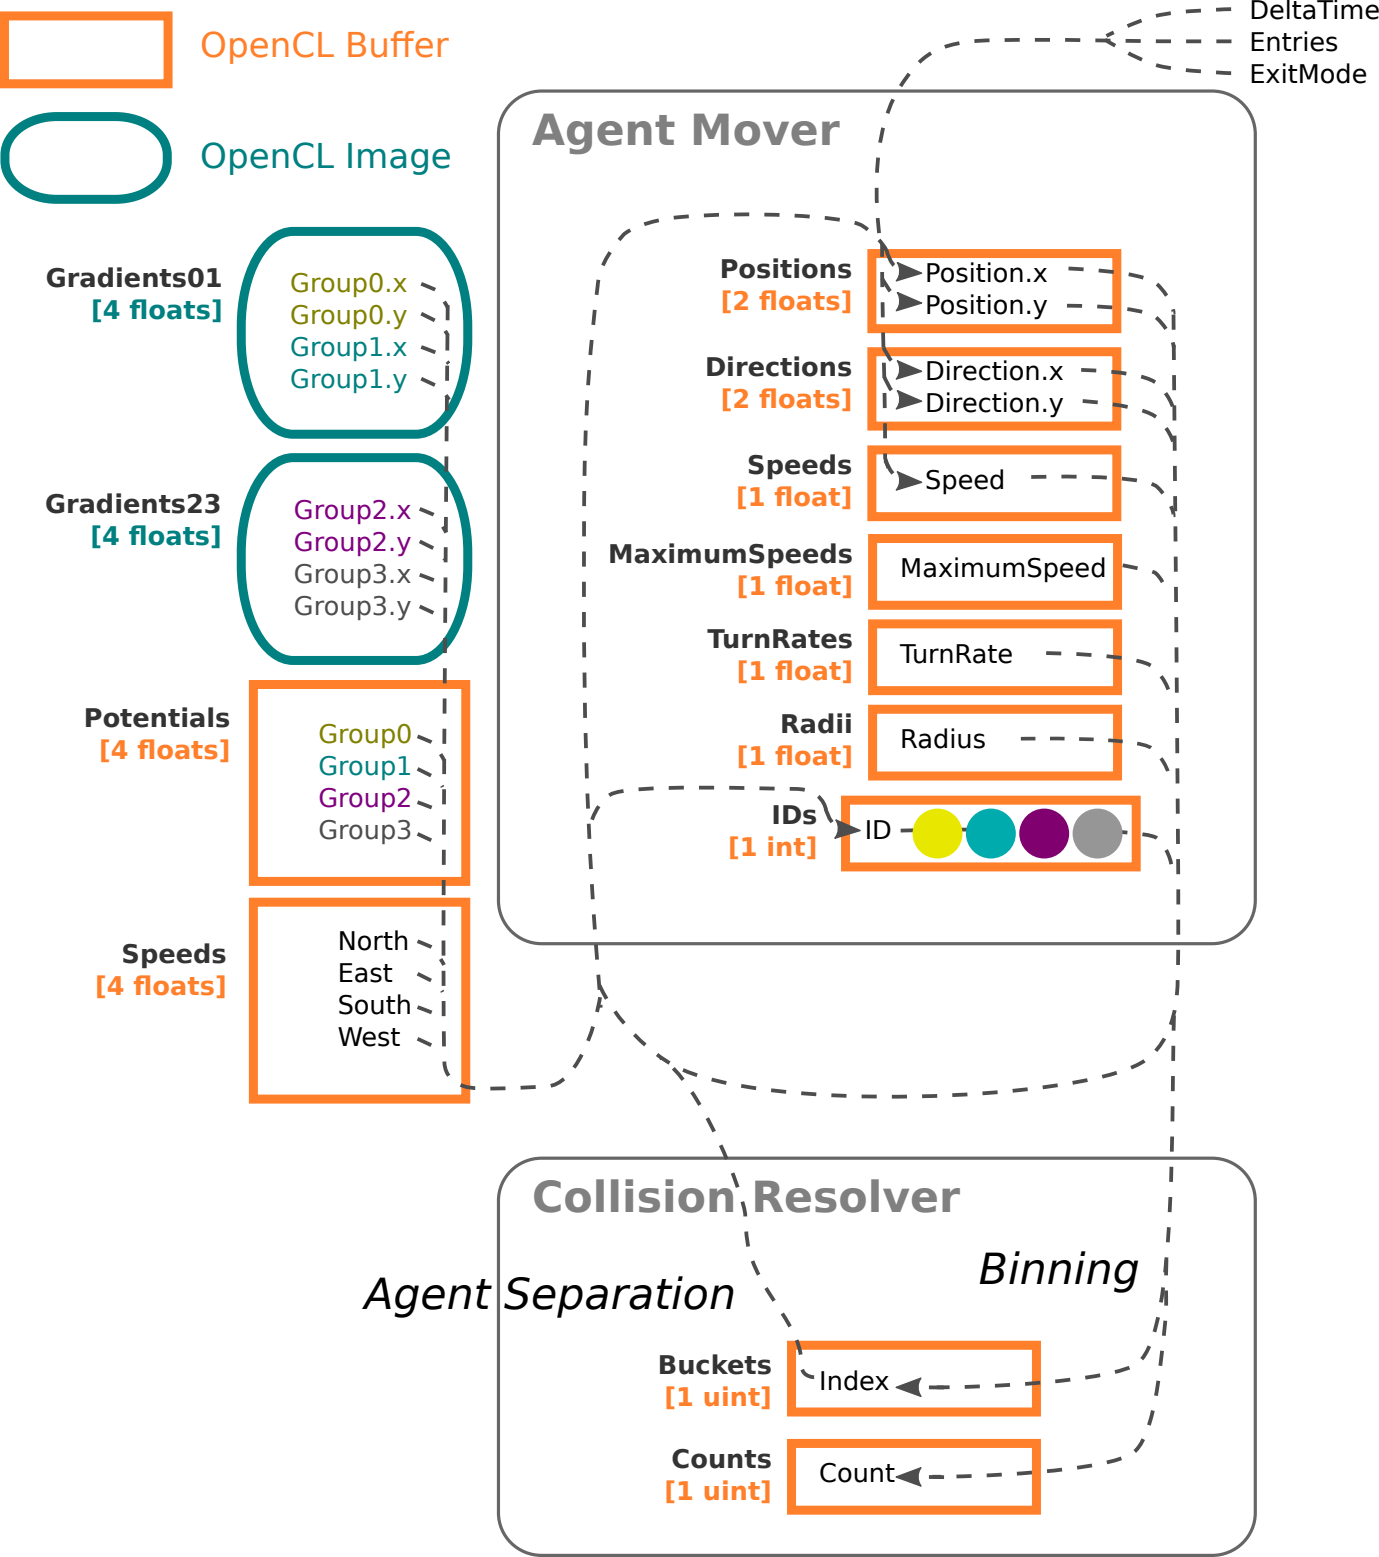 OpenCL Buffer
OpenCL Image
DeltaTime
Entries
ExitMode
Gradients01
[4 floats]
Group0.x
Group0.y
Group1.x
Group1.y
Gradients23
[4 floats]
Group2.x
Group2.y
Group3.x
Group3.y
Potentials
[4 floats]
Group0
Group1
Group2
Group3
Speeds
[4 floats]
North
East
South
West
Agent Mover
Positions
[2 floats]
Position.x
Position.y
Directions
[2 floats]
Direction.x
Direction.y
Speeds
[1 float]
Speed
MaximumSpeeds
[1 float]
MaximumSpeed
TurnRates
[1 float]
TurnRate
Radii
[1 float]
Radius
IDs
[1 int]
ID
Collision Resolver
Agent Separation
Binning
Buckets
[1 uint]
Index
Counts
[1 uint]
Count